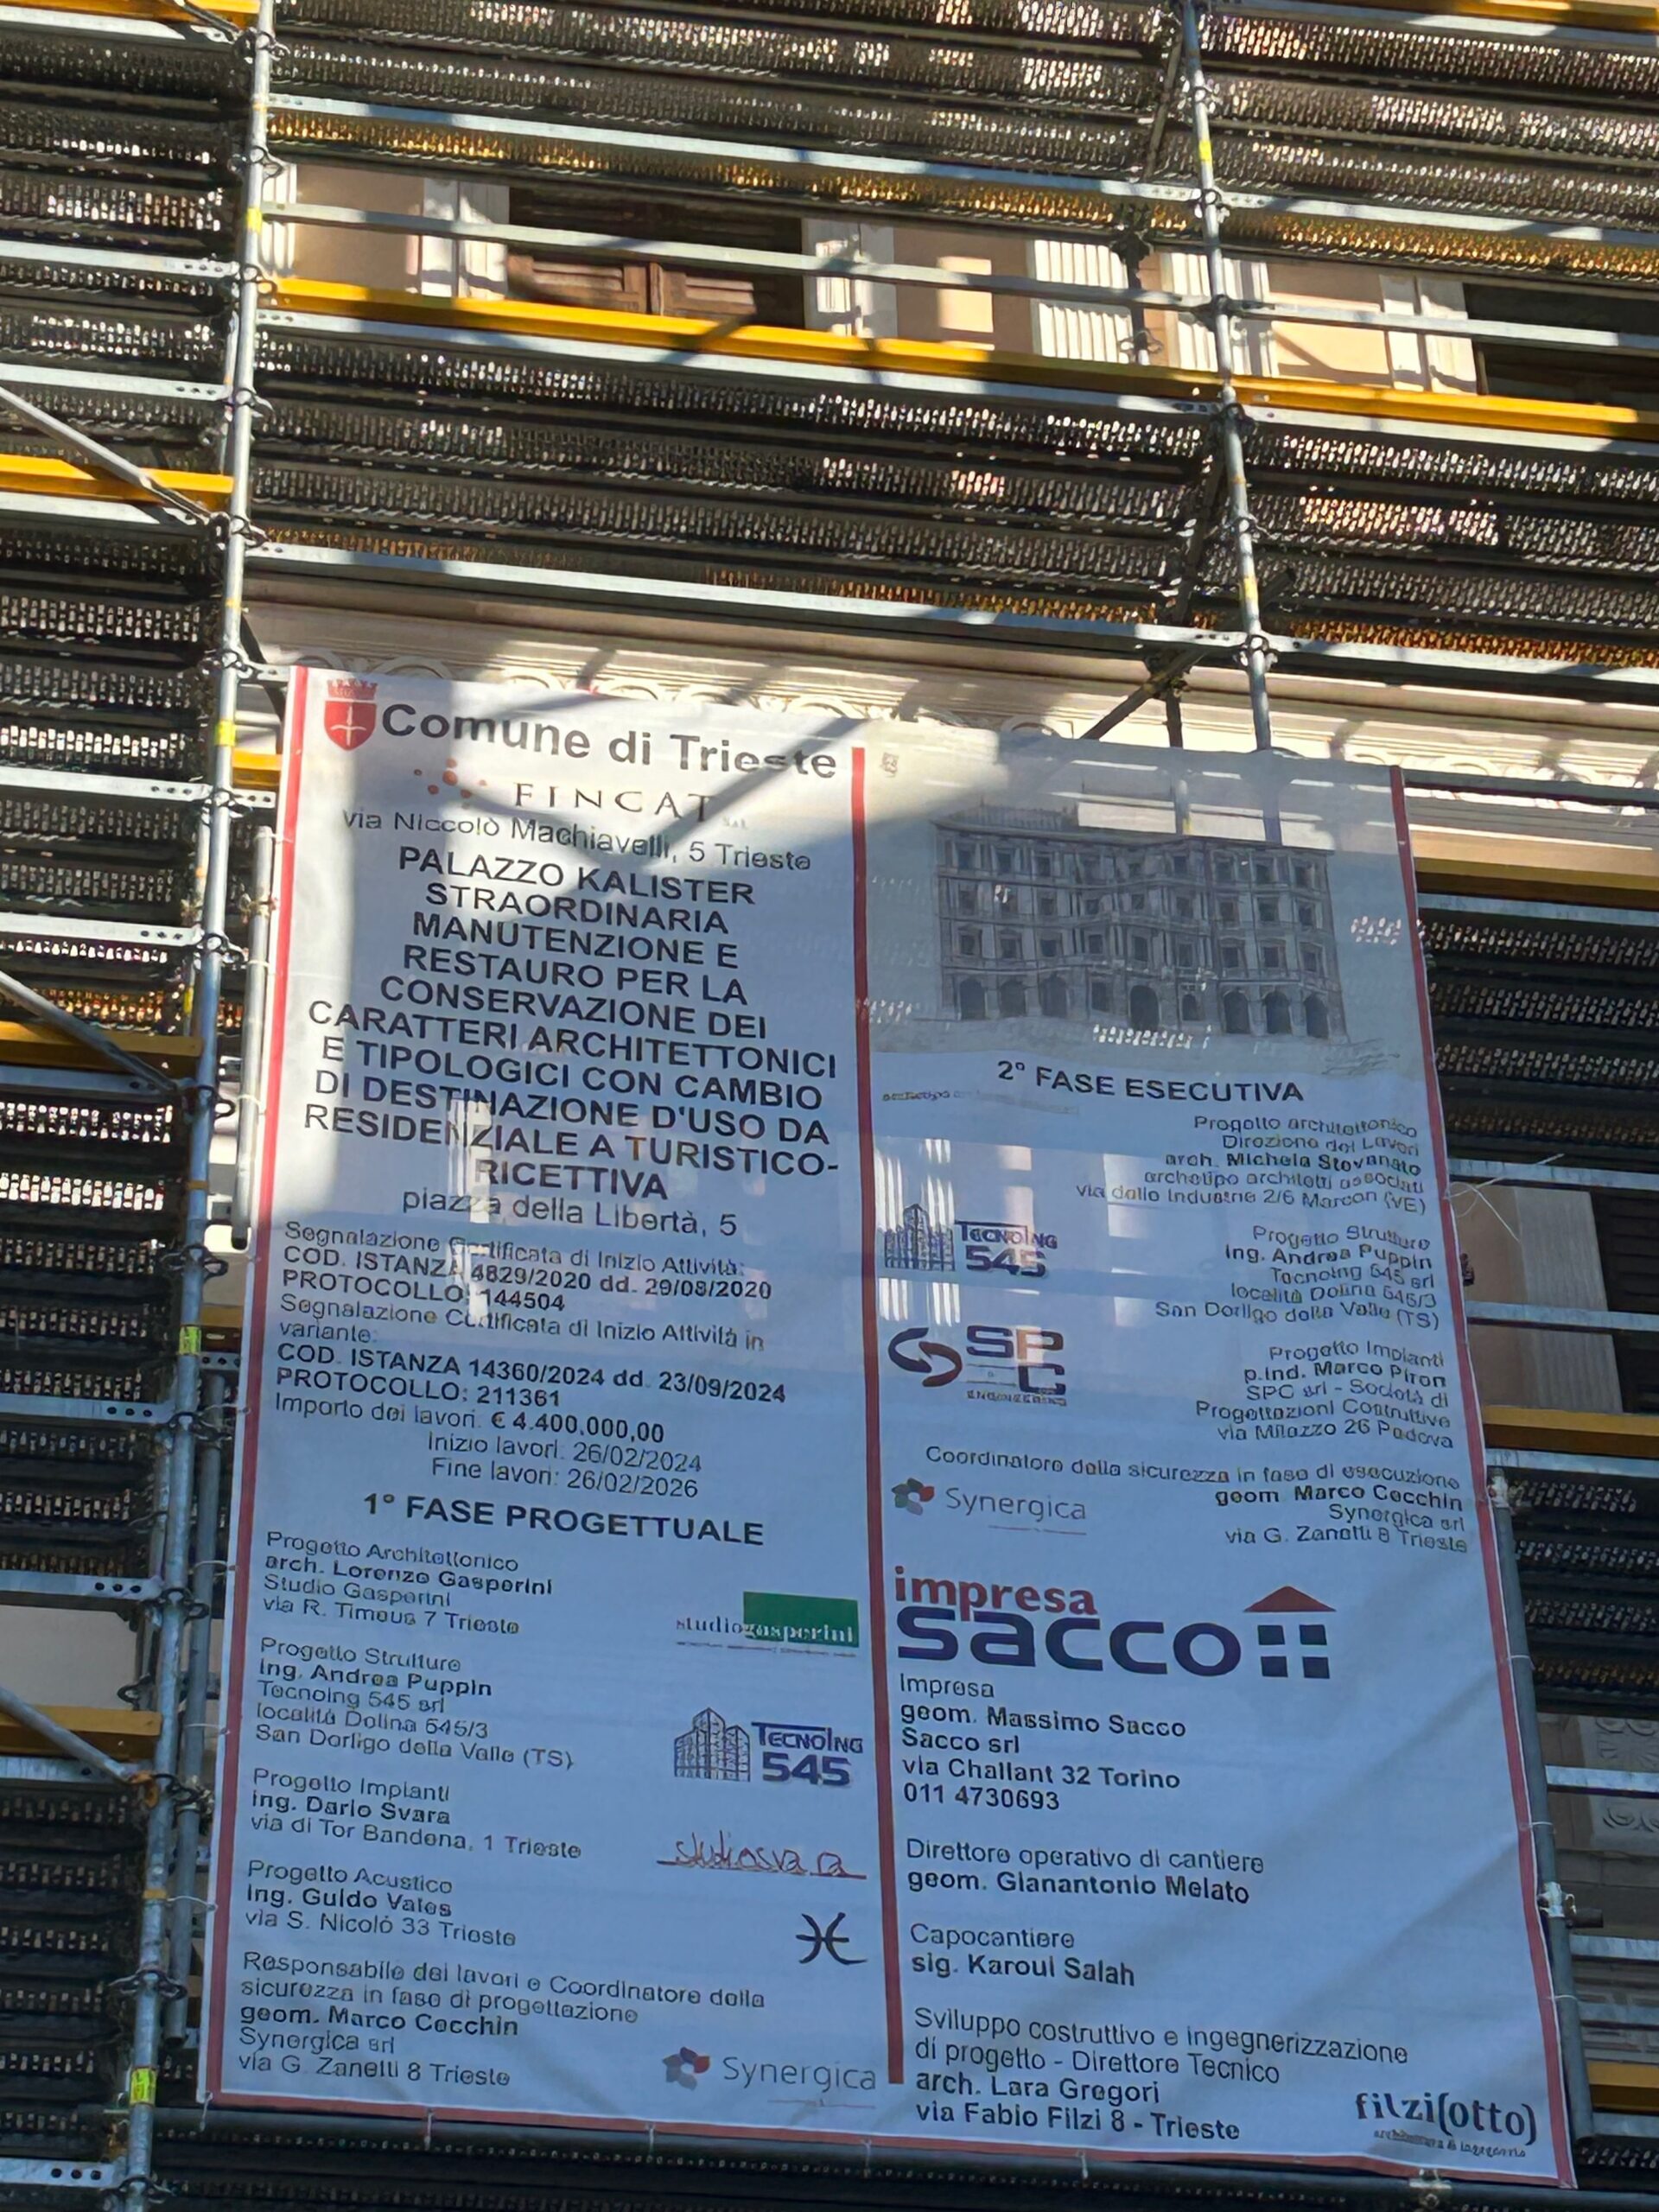 Comune di Trieste
FINCAT
via Niccolò Machiavelli, 5 Trieste
PALAZZO KALISTER
STRAORDINARIA
MANUTENZIONE E
RESTAURO PER LA
CONSERVAZIONE DEI
CARATTERI ARCHITETTONICI
E TIPOLOGICI CON CAMBIO
DI DESTINAZIONE D'USO DA
RESIDENZIALE A TURISTICO-
RICETTIVA
piazza della Libertà, 5
Segnalazione Certificata di Inizio Attività:
COD. ISTANZA 4829/2020 dd. 29/08/2020
PROTOCOLLO: 144504
Segnalazione Certificata di Inizio Attività in
variante:
COD. ISTANZA 14360/2024 dd. 23/09/2024
PROTOCOLLO: 211361
Importo dei lavori: € 4.400.000,00
Inizio lavori: 26/02/2024
Fine lavori: 26/02/2026
1° FASE PROGETTUALE
Progetto Architettonico
arch. Lorenzo Gasperini
Studio Gasperini
via R. Timeus 7 Trieste
studiogasperini
Progetto Strutture
ing. Andrea Puppin
Tecnoing 545 srl
località Dolina 545/3
San Dorligo della Valle (TS)
TECNOING
545
Progetto Impianti
ing. Dario Svara
via di Tor Bandena, 1 Trieste
studiosvara
Progetto Acustico
ing. Guido Vales
via S. Nicolò 33 Trieste
Responsabile dei lavori e Coordinatore della
sicurezza in fase di progettazione
geom. Marco Cecchin
Synergica srl
via G. Zanetti 8 Trieste
Synergica
2° FASE ESECUTIVA
Progetto architettonico
Direzione dei Lavori
arch. Michela Stevanato
archetipo architetti associati
via delle Industrie 2/6 Marcon (VE)
TECNOING
545
Progetto Strutture
ing. Andrea Puppin
Tecnoing 545 srl
località Dolina 545/3
San Dorligo della Valle (TS)
SPC
ENGINEERING
Progetto Impianti
p.ind. Marco Piron
SPC srl - Società di
Progettazioni Costruttive
via Milazzo 26 Padova
Coordinatore della sicurezza in fase di esecuzione
geom. Marco Cecchin
Synergica srl
via G. Zanetti 8 Trieste
Synergica
impresa
sacco
Impresa
geom. Massimo Sacco
Sacco srl
via Challant 32 Torino
011 4730693
Direttore operativo di cantiere
geom. Gianantonio Melato
Capocantiere
sig. Karoui Salah
Sviluppo costruttivo e ingegnerizzazione
di progetto - Direttore Tecnico
arch. Lara Gregori
via Fabio Filzi 8 - Trieste
filzi(otto)
architettura & ingegneria